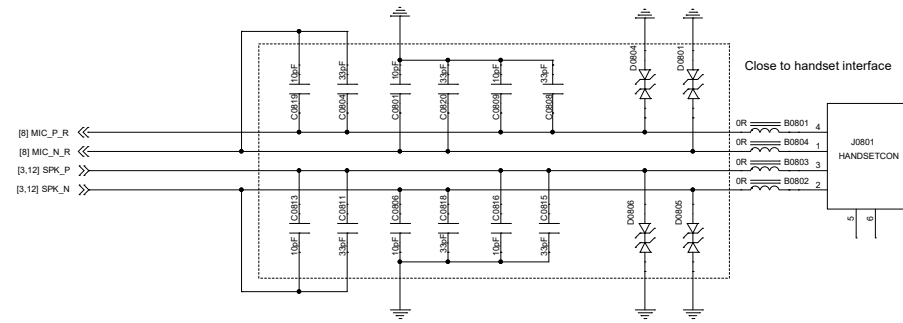 10pF
33pF
10pF
33pF
10pF
33pF
D0804
D0801
Close to handset interface
C0819
C0804
C0801
C0820
C0809
C0808
[8] MIC_P_R
0R
B0801
4
J0801
HANDSETCON
[8] MIC_N_R
0R
B0804
1
[3,12] SPK_P
0R
B0803
3
[3,12] SPK_N
0R
B0802
2
C0813
C0811
C0806
C0818
C0816
C0815
D0806
D0805
5
6
10pF
33pF
10pF
33pF
10pF
33pF